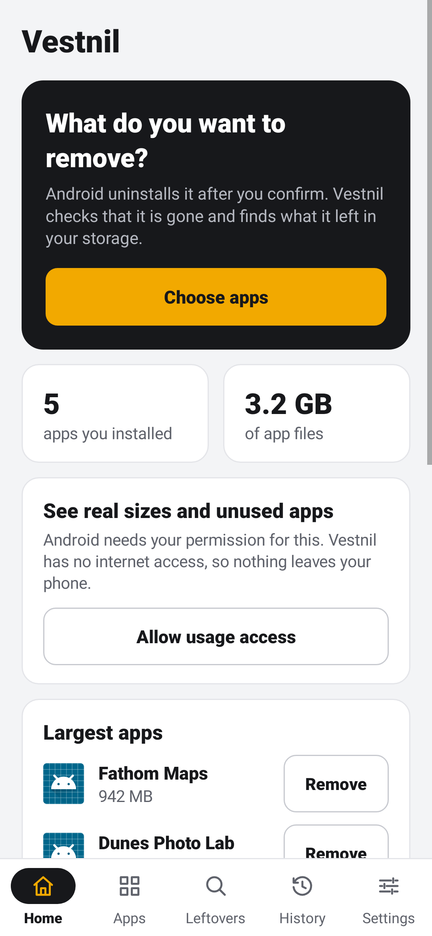 Vestnil
What do you want to
remove?
Android uninstalls it after you confirm. Vestnil
checks that it is gone and finds what it left in
your storage.
Choose apps
5
apps you installed
3.2 GB
of app files
See real sizes and unused apps
Android needs your permission for this. Vestnil
has no internet access, so nothing leaves your
phone.
Allow usage access
Largest apps
Fathom Maps
942 MB
Remove
Dunes Photo Lab
Remove
Home
Apps
Leftovers
History
Settings